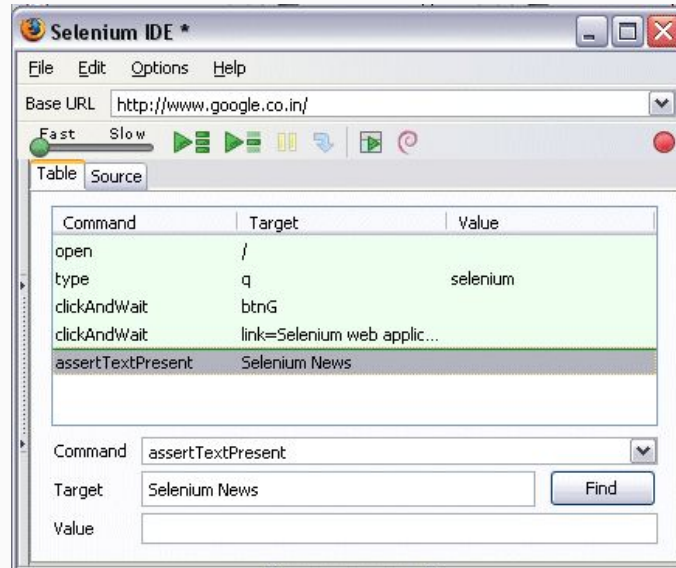 Selenium IDE *
File Edit Options Help
Base URL http://www.google.co.in/
Fast Slow
Table Source
Command Target Value
open /
type q selenium
clickAndWait btnG
clickAndWait link=Selenium web applic...
assertTextPresent Selenium News
Command assertTextPresent
Target Selenium News Find
Value